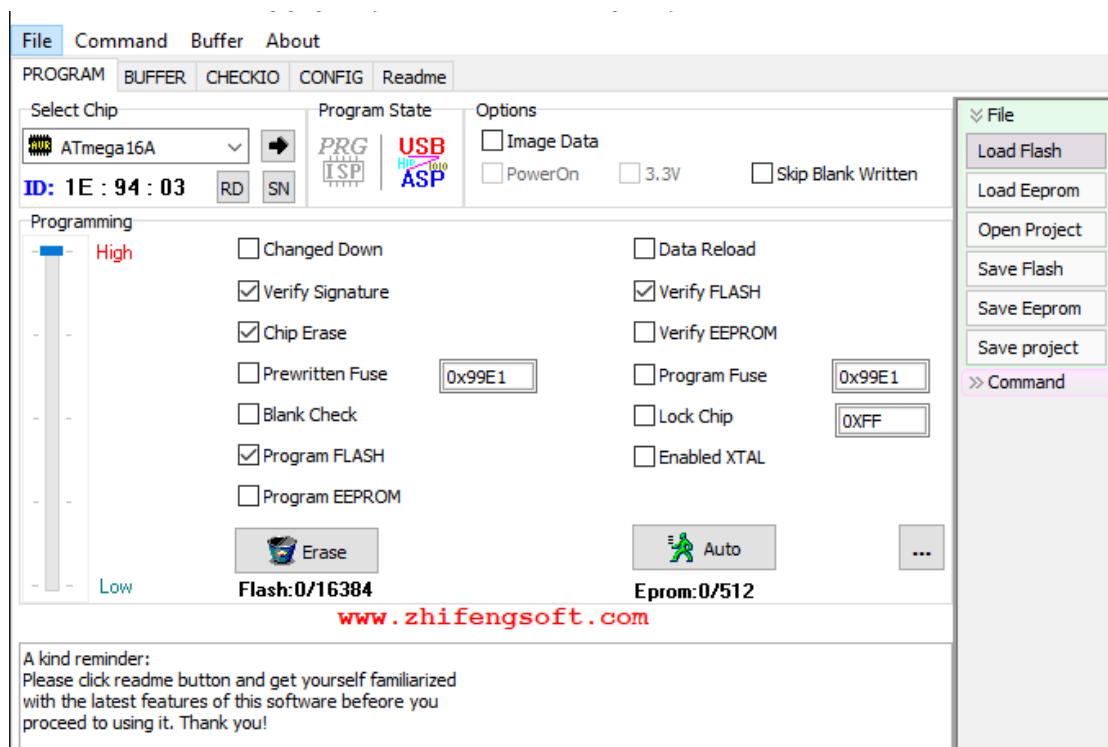 File Command Buffer About
PROGRAM BUFFER CHECKIO CONFIG Readme
Select Chip
ATmega16A
ID: 1E : 94 : 03 RD SN
Program State
PRG ISP
USB ASP
Options
Image Data
PowerOn 3.3V Skip Blank Written
Programming
High
Low
Changed Down
Verify Signature
Chip Erase
Prewritten Fuse 0x99E1
Blank Check
Program FLASH
Program EEPROM
Erase
Flash:0/16384
Data Reload
Verify FLASH
Verify EEPROM
Program Fuse 0x99E1
Lock Chip 0XFF
Enabled XTAL
Auto ...
Eprom:0/512
www.zhifengsoft.com
A kind reminder:
Please click readme button and get yourself familiarized
with the latest features of this software befeore you
proceed to using it. Thank you!
File
Load Flash
Load Eeprom
Open Project
Save Flash
Save Eeprom
Save project
Command